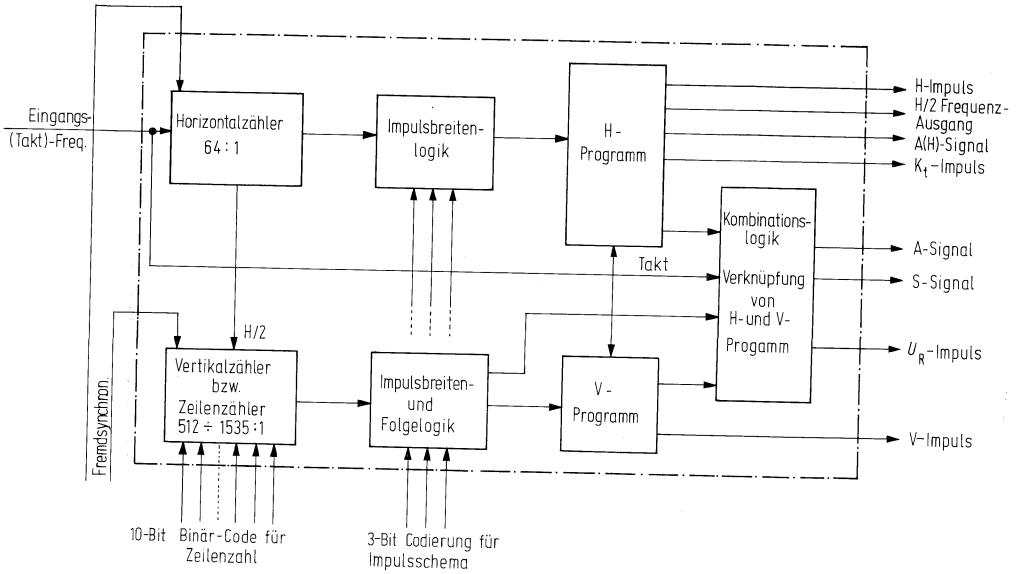 Eingangs-
(Takt)-Freq.
Horizontalzähler
64:1
Impulsbreiten-
logik
H-
Programm
H-Impuls
H/2 Frequenz-
Ausgang
A(H)-Signal
Kt-Impuls
Kombinations-
logik
Verknüpfung
von
H-und V-
Progamm
A-Signal
S-Signal
UR-Impuls
Takt
H/2
Fremdsynchron.
Vertikalzähler
bzw.
Zeilenzähler
512 ÷ 1535:1
Impulsbreiten-
und
Folgelogik
V-
Programm
V-Impuls
10-Bit Binär-Code für
Zeilenzahl
3-Bit Codierung für
Impulsschema